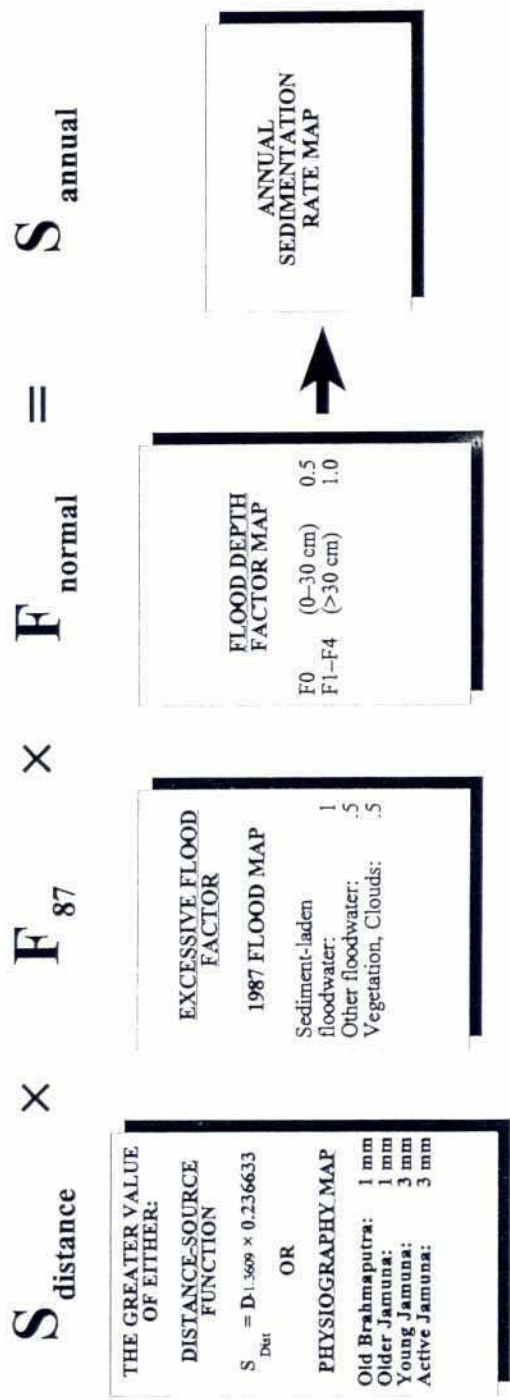 S distance × F 87 × F normal = S annual
THE GREATER VALUE
OF EITHER:
DISTANCE-SOURCE
FUNCTION
S Dist = D-1.3609 × 0.236633
OR
PHYSIOGRAPHY MAP
Old Brahmaputra: 1 mm
Older Jamuna: 1 mm
Young Jamuna: 3 mm
Active Jamuna: 3 mm
EXCESSIVE FLOOD
FACTOR
1987 FLOOD MAP
Sediment-laden
floodwater: 1
Other floodwater: .5
Vegetation, Clouds: .5
FLOOD DEPTH
FACTOR MAP
F0 (0–30 cm) 0.5
F1–F4 (>30 cm) 1.0
ANNUAL
SEDIMENTATION
RATE MAP